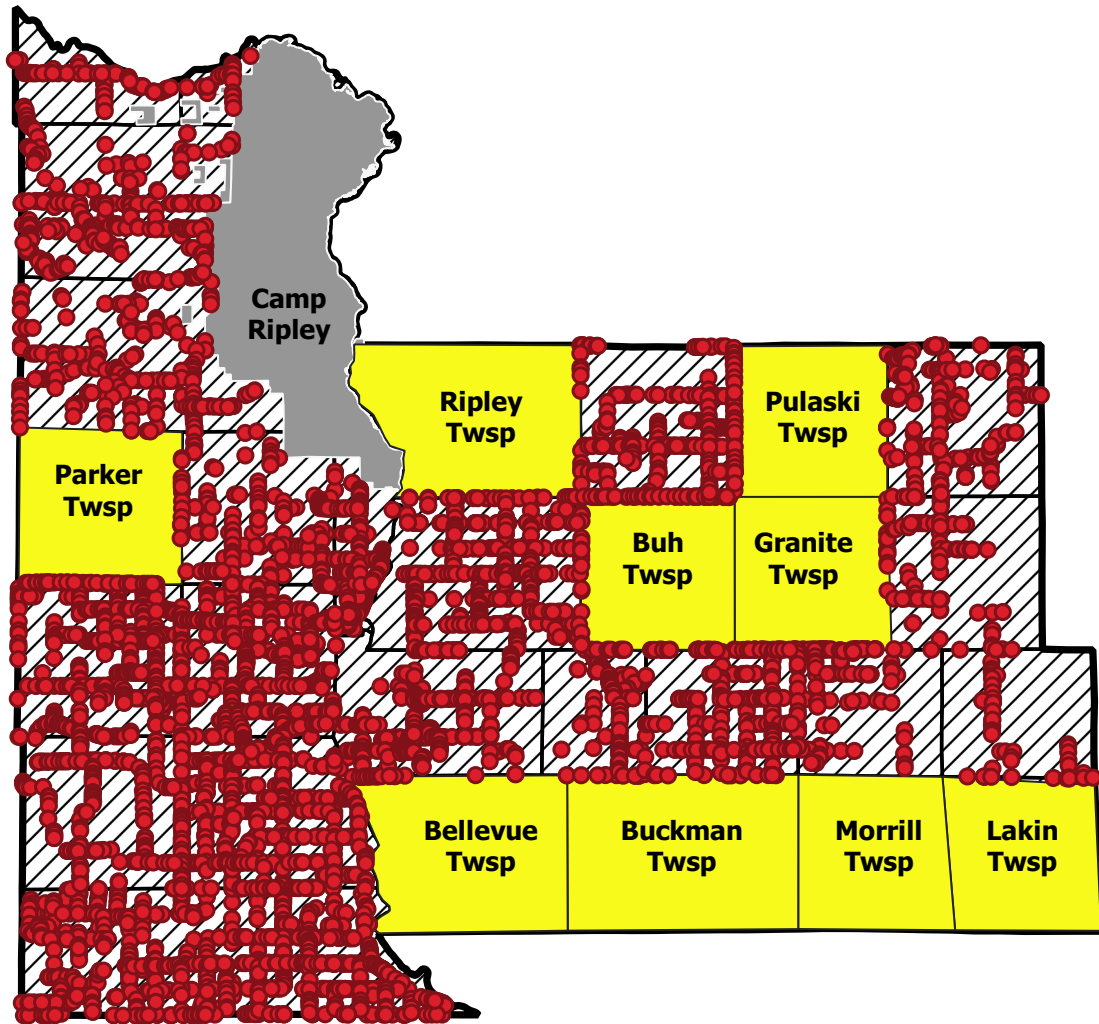 Camp
Ripley
Ripley
Twsp
Pulaski
Twsp
Parker
Twsp
Buh
Twsp
Granite
Twsp
Bellevue
Twsp
Buckman
Twsp
Morrill
Twsp
Lakin
Twsp